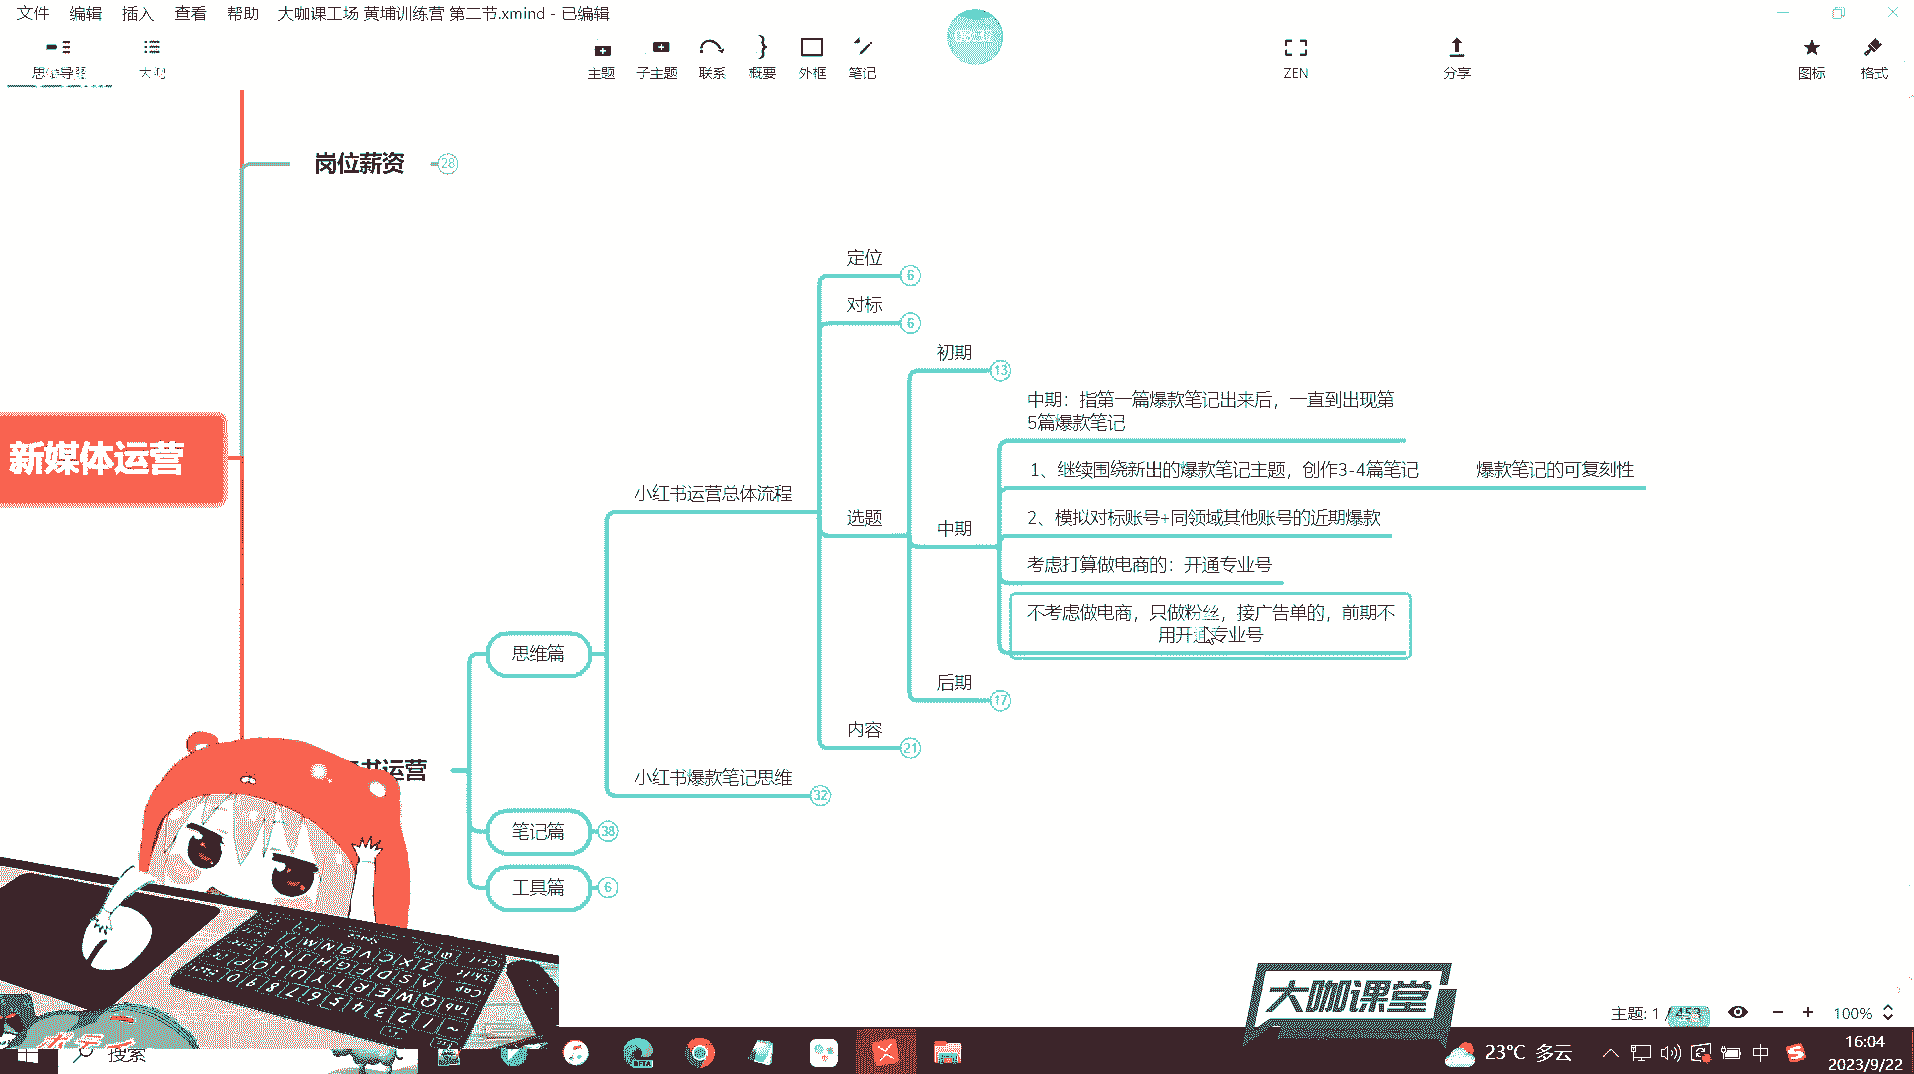 文件 编辑 插入 查看 帮助 大咖课工场 黄埔训练营 第二节.xmind - 已编辑
思维导图 大纲 主题 子主题 联系 概要 外框 笔记 ZEN 分享 图标 格式
岗位薪资 28
定位 6
对标 6
初期 13
中期：指第一篇爆款笔记出来后，一直到出现第
5篇爆款笔记
1、继续围绕新出的爆款笔记主题，创作3-4篇笔记 爆款笔记的可复刻性
新媒体运营
小红书运营总体流程
选题
中期
2、模拟对标账号+同领域其他账号的近期爆款
考虑打算做电商的：开通专业号
不考虑做电商，只做粉丝，接广告单的，前期不
用开通专业号
思维篇
后期 17
内容 21
书运营
小红书爆款笔记思维 32
笔记篇 38
工具篇 6
大咖课堂
主题: 1 / 453 100%
搜索
23°C 多云 中 16:04
2023/9/22